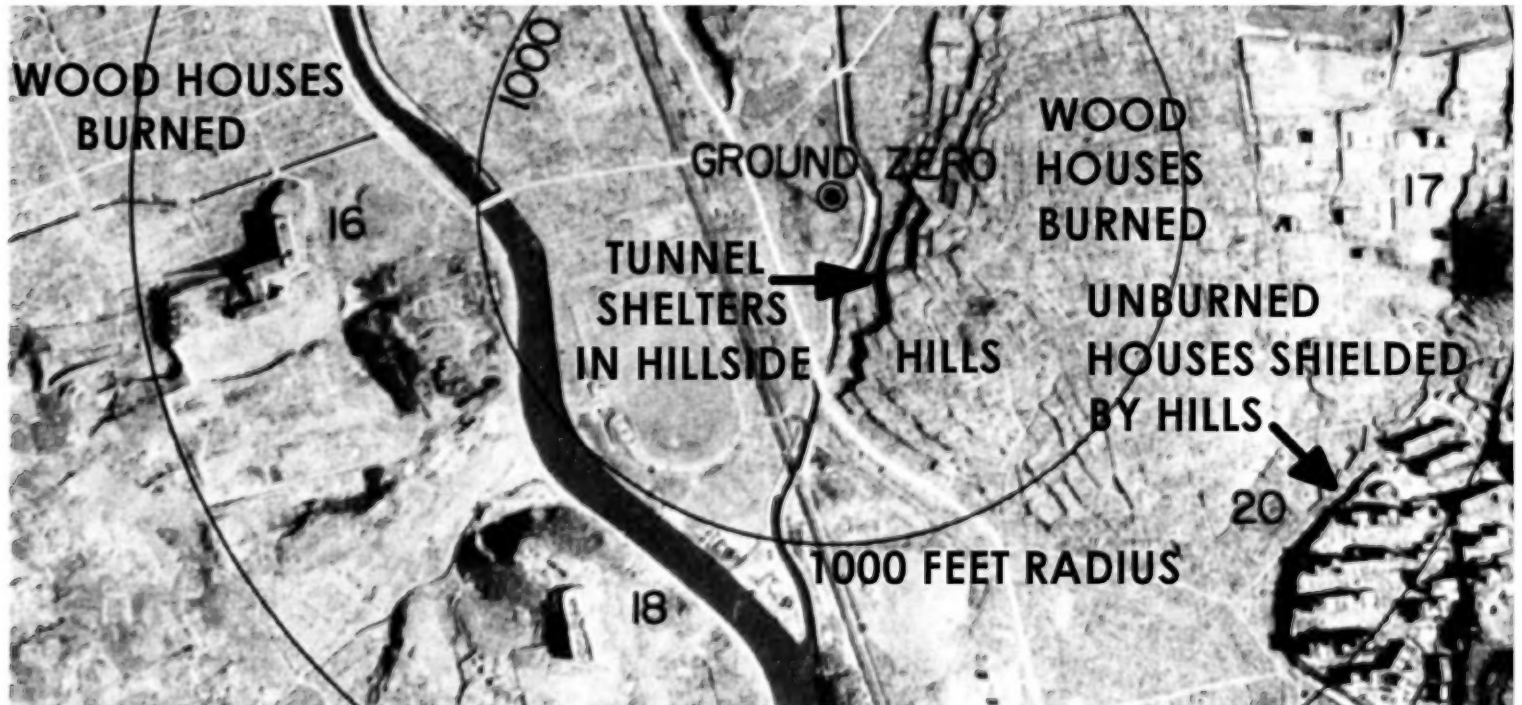 WOOD HOUSES
BURNED
1000
GROUND ZERO
WOOD
HOUSES
BURNED
17
16
TUNNEL
SHELTERS
IN HILLSIDE
HILLS
UNBURNED
HOUSES SHIELDED
BY HILLS
20
1000 FEET RADIUS
18